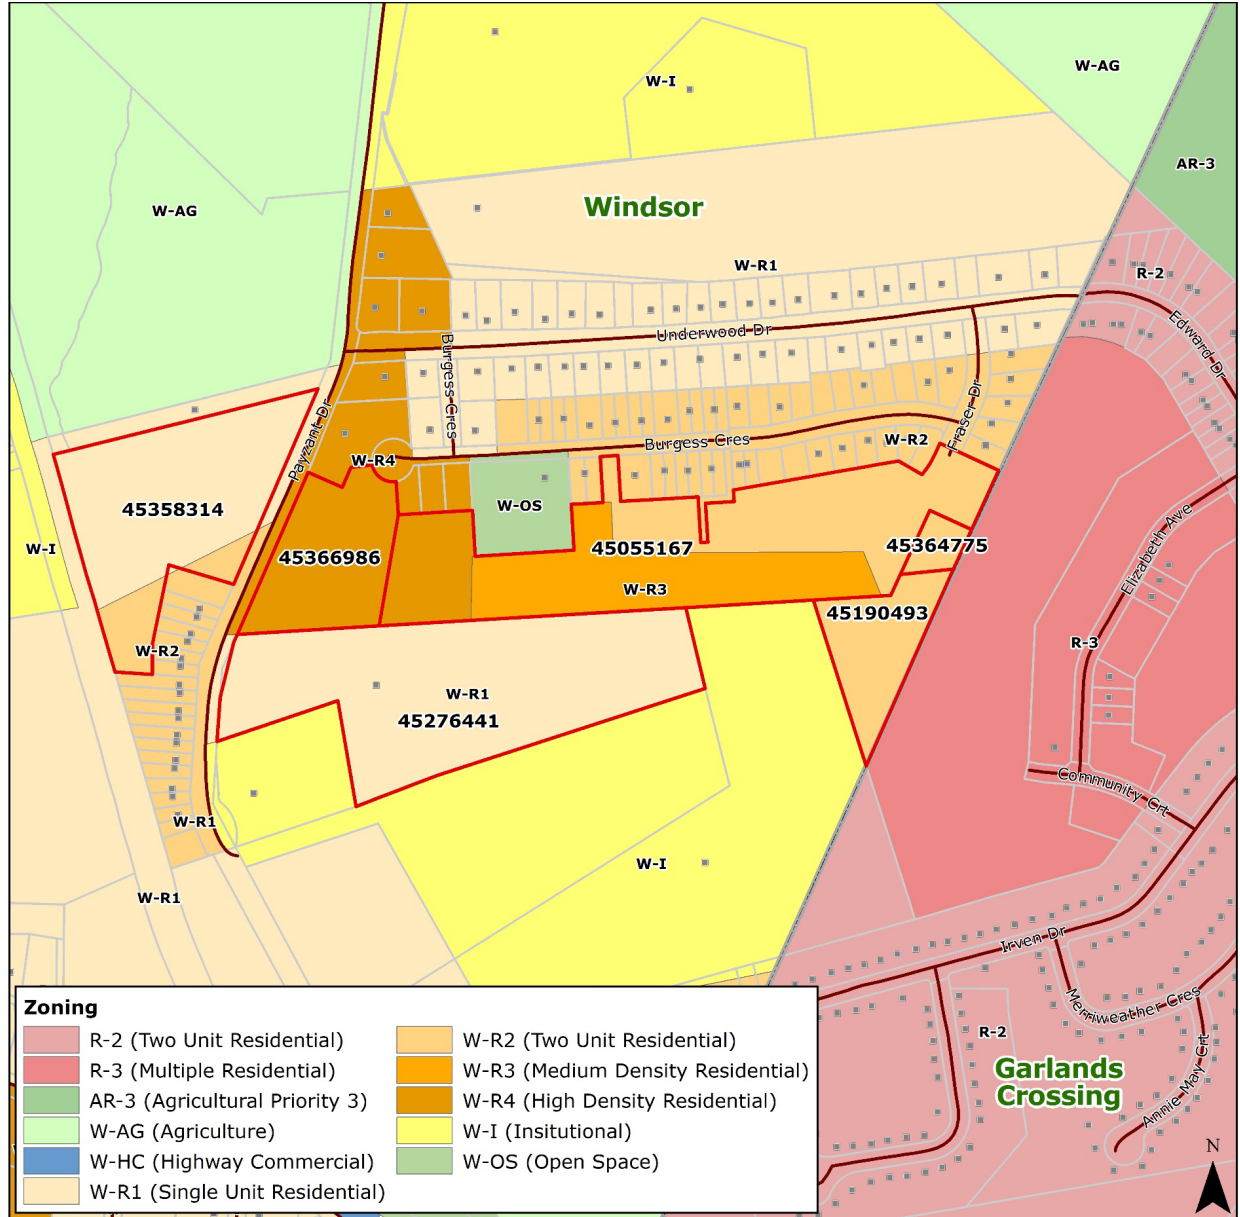 W-I
W-AG
AR-3
W-AG
Windsor
W-R1
R-2
Edward Dr
Underwood Dr
Burgess Cres
Payzant Dr
Fraser Dr
Burgess Cres
W-R2
W-R4
45358314
W-OS
Elizabeth Ave
W-I
45366986
45055167
45364775
W-R3
45190493
W-R2
R-3
W-R1
45276441
Community Crt
W-R1
W-I
W-R1
Irven Dr
Merriweather Cres
R-2
Garlands
Crossing
Annie May Crt
N
Zoning
R-2 (Two Unit Residential)
R-3 (Multiple Residential)
AR-3 (Agricultural Priority 3)
W-AG (Agriculture)
W-HC (Highway Commercial)
W-R1 (Single Unit Residential)
W-R2 (Two Unit Residential)
W-R3 (Medium Density Residential)
W-R4 (High Density Residential)
W-I (Insitutional)
W-OS (Open Space)